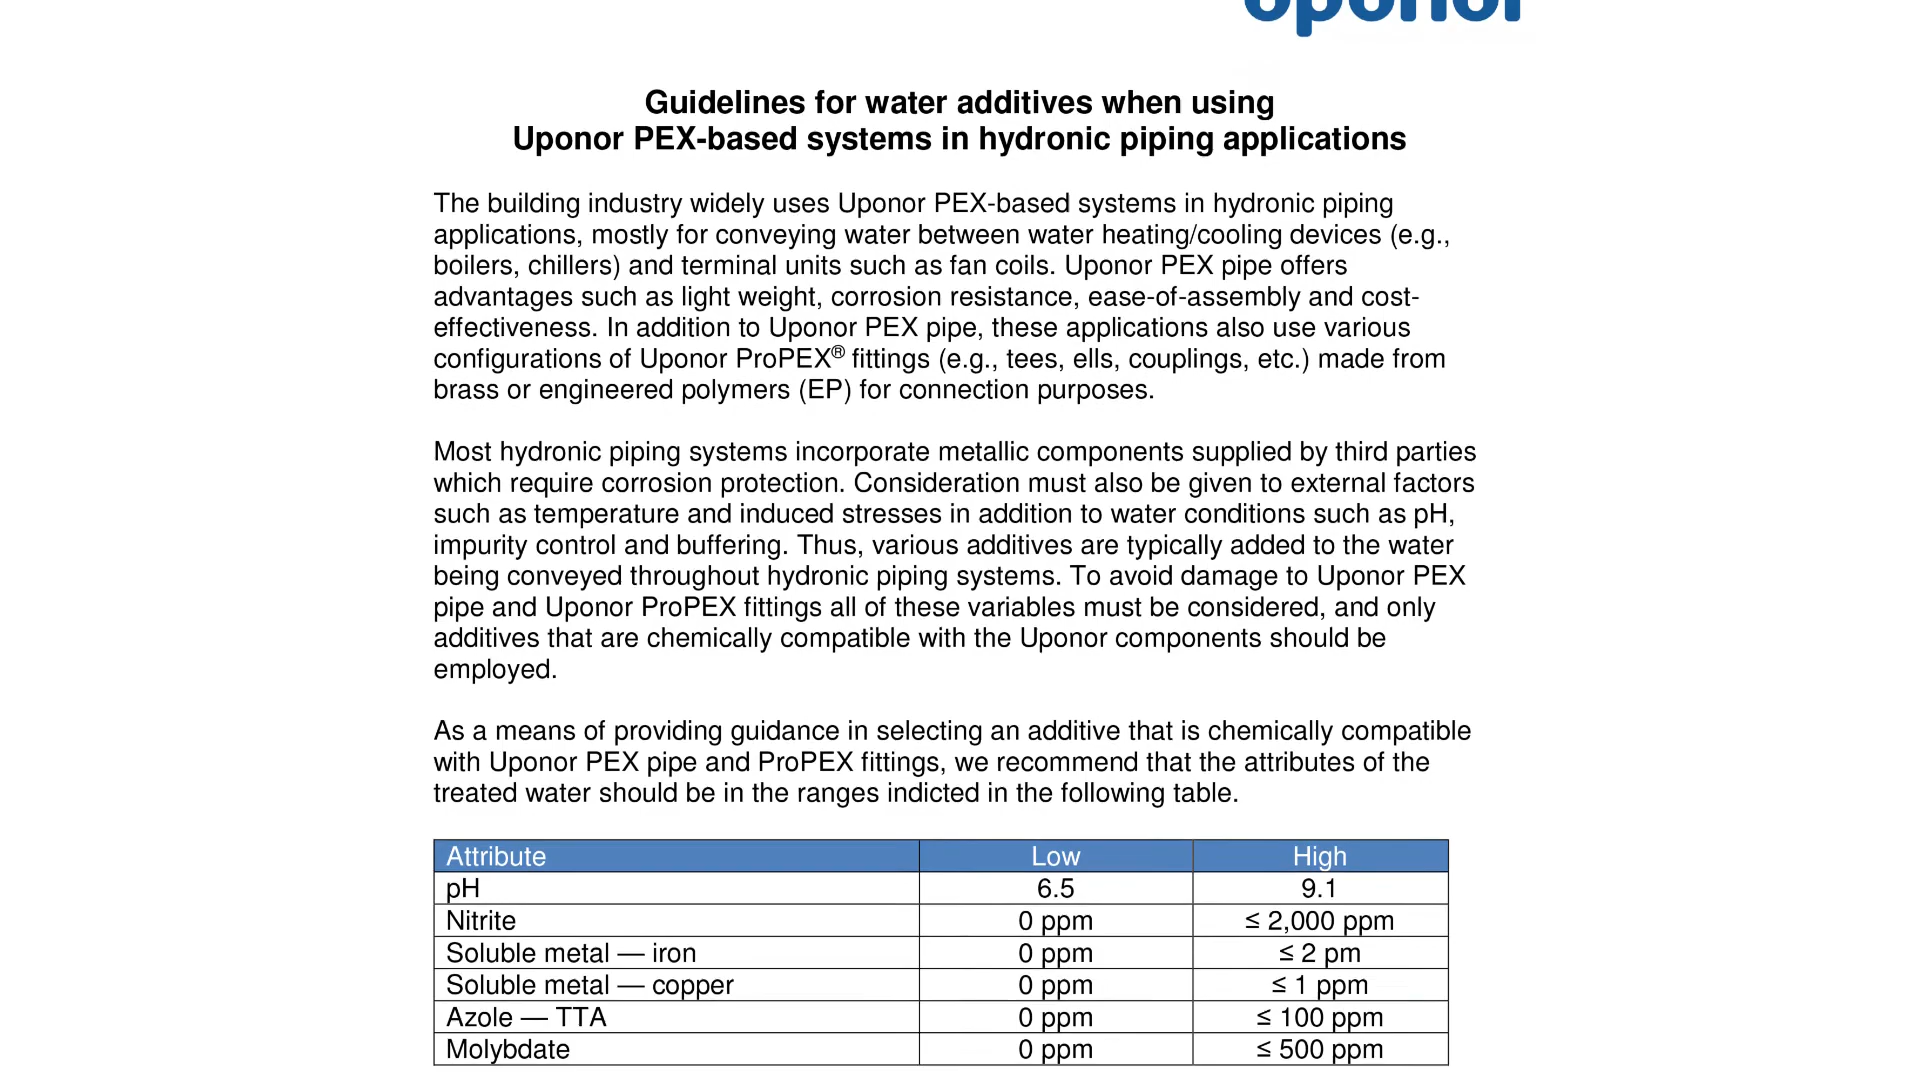 uponor
Guidelines for water additives when using
Uponor PEX-based systems in hydronic piping applications
The building industry widely uses Uponor PEX-based systems in hydronic piping
applications, mostly for conveying water between water heating/cooling devices (e.g.,
boilers, chillers) and terminal units such as fan coils. Uponor PEX pipe offers
advantages such as light weight, corrosion resistance, ease-of-assembly and cost-
effectiveness. In addition to Uponor PEX pipe, these applications also use various
configurations of Uponor ProPEX® fittings (e.g., tees, ells, couplings, etc.) made from
brass or engineered polymers (EP) for connection purposes.
Most hydronic piping systems incorporate metallic components supplied by third parties
which require corrosion protection. Consideration must also be given to external factors
such as temperature and induced stresses in addition to water conditions such as pH,
impurity control and buffering. Thus, various additives are typically added to the water
being conveyed throughout hydronic piping systems. To avoid damage to Uponor PEX
pipe and Uponor ProPEX fittings all of these variables must be considered, and only
additives that are chemically compatible with the Uponor components should be
employed.
As a means of providing guidance in selecting an additive that is chemically compatible
with Uponor PEX pipe and ProPEX fittings, we recommend that the attributes of the
treated water should be in the ranges indicted in the following table.
Attribute Low High
pH 6.5 9.1
Nitrite 0 ppm ≤ 2,000 ppm
Soluble metal — iron 0 ppm ≤ 2 pm
Soluble metal — copper 0 ppm ≤ 1 ppm
Azole — TTA 0 ppm ≤ 100 ppm
Molybdate 0 ppm ≤ 500 ppm